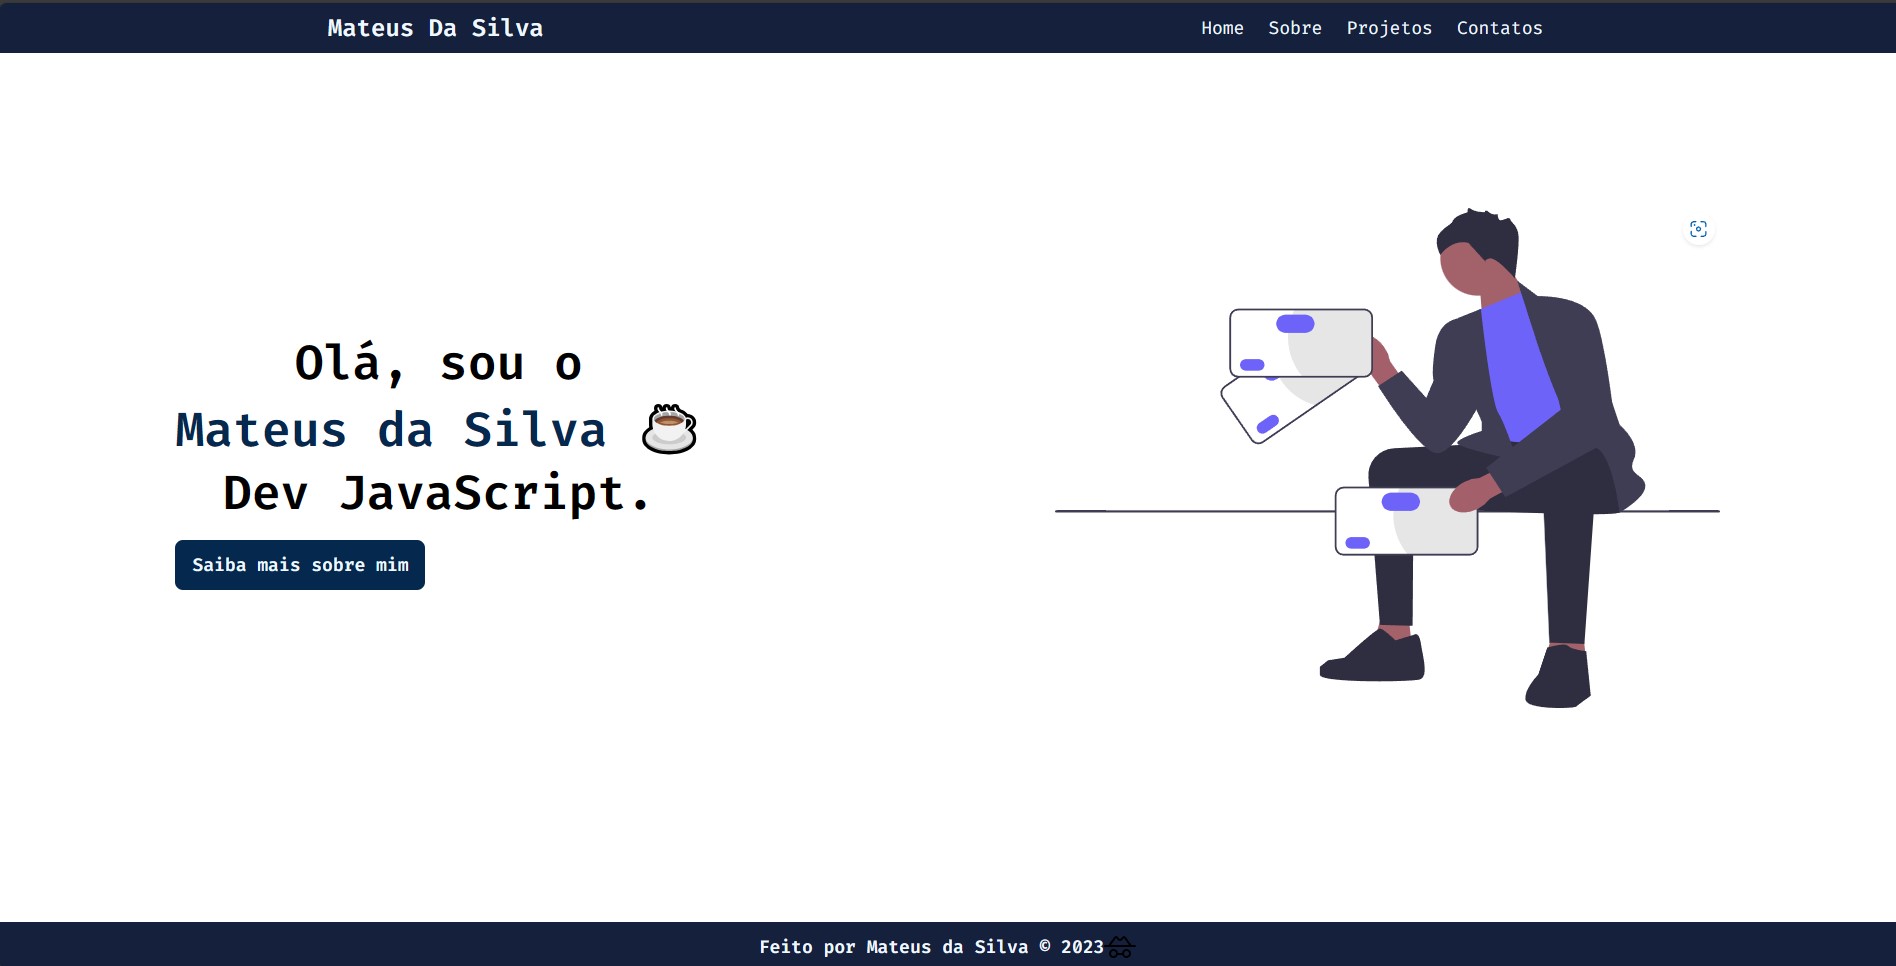 Mateus Da Silva
Home Sobre Projetos Contatos
Olá, sou o
Mateus da Silva ☕
Dev JavaScript.
Saiba mais sobre mim
Feito por Mateus da Silva © 2023